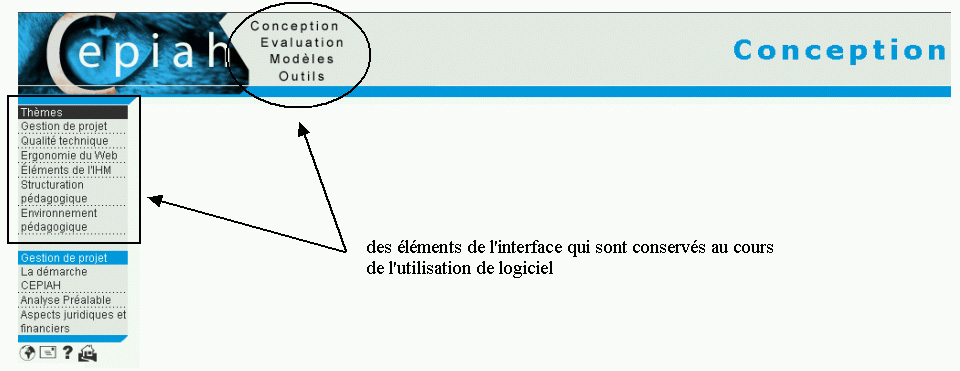 Cepiah
Conception
Evaluation
Modèles
Outils
Conception
Thèmes
Gestion de projet
Qualité technique
Ergonomie du Web
Éléments de l'IHM
Structuration
pédagogique
Environnement
pédagogique
des éléments de l'interface qui sont conservés au cours
de l'utilisation de logiciel
Gestion de projet
La démarche
CEPIAH
Analyse Préalable
Aspects juridiques et
financiers
?